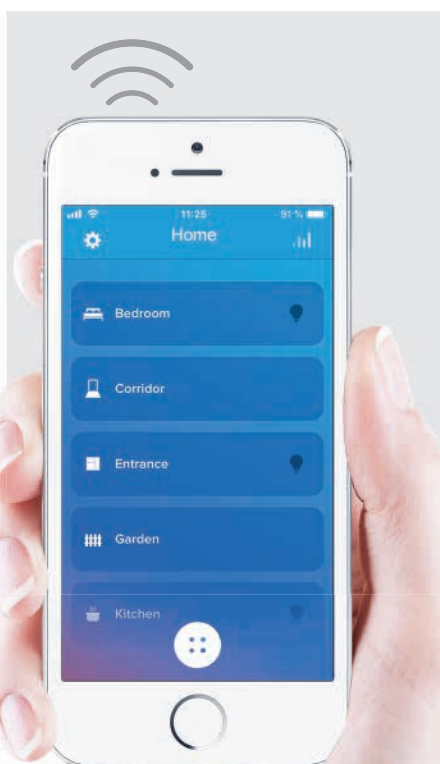 11:25
91 %
Home
Bedroom
Corridor
Entrance
Garden
Kitchen